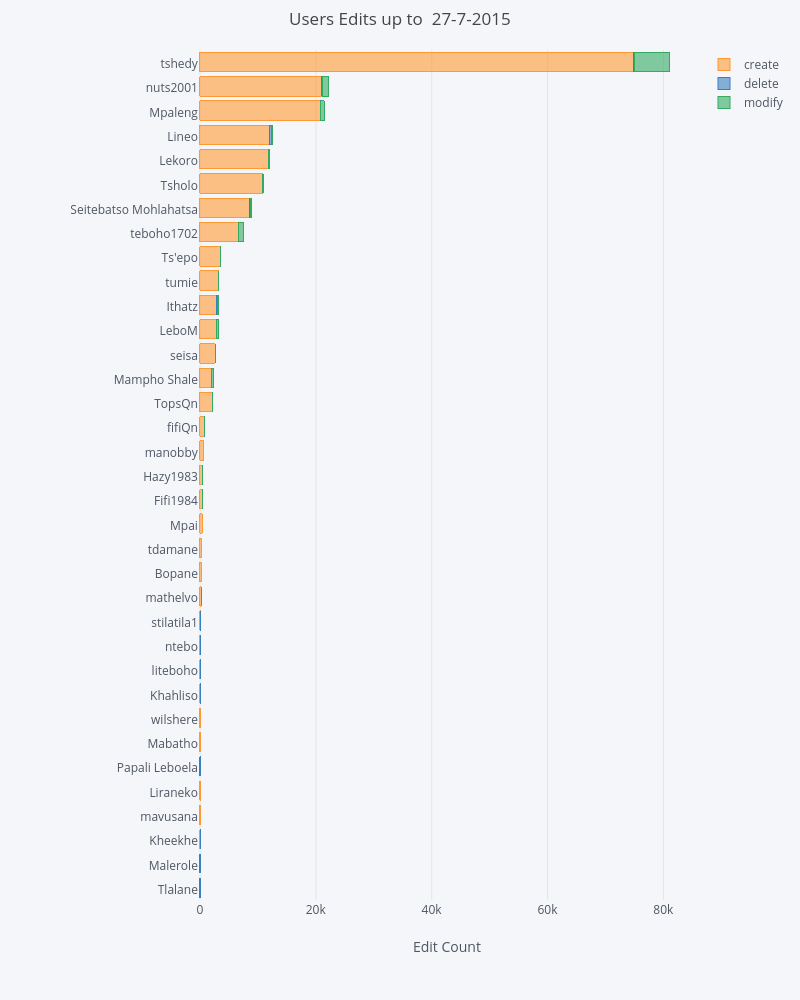 Users Edits up to  27-7-2015
create
delete
modify
tshedy
nuts2001
Mpaleng
Lineo
Lekoro
Tsholo
Seitebatso Mohlahatsa
teboho1702
Ts'epo
tumie
Ithatz
LeboM
seisa
Mampho Shale
TopsQn
fifiQn
manobby
Hazy1983
Fifi1984
Mpai
tdamane
Bopane
mathelvo
stilatila1
ntebo
liteboho
Khahliso
wilshere
Mabatho
Papali Leboela
Liraneko
mavusana
Kheekhe
Malerole
Tlalane
0 20k 40k 60k 80k
Edit Count